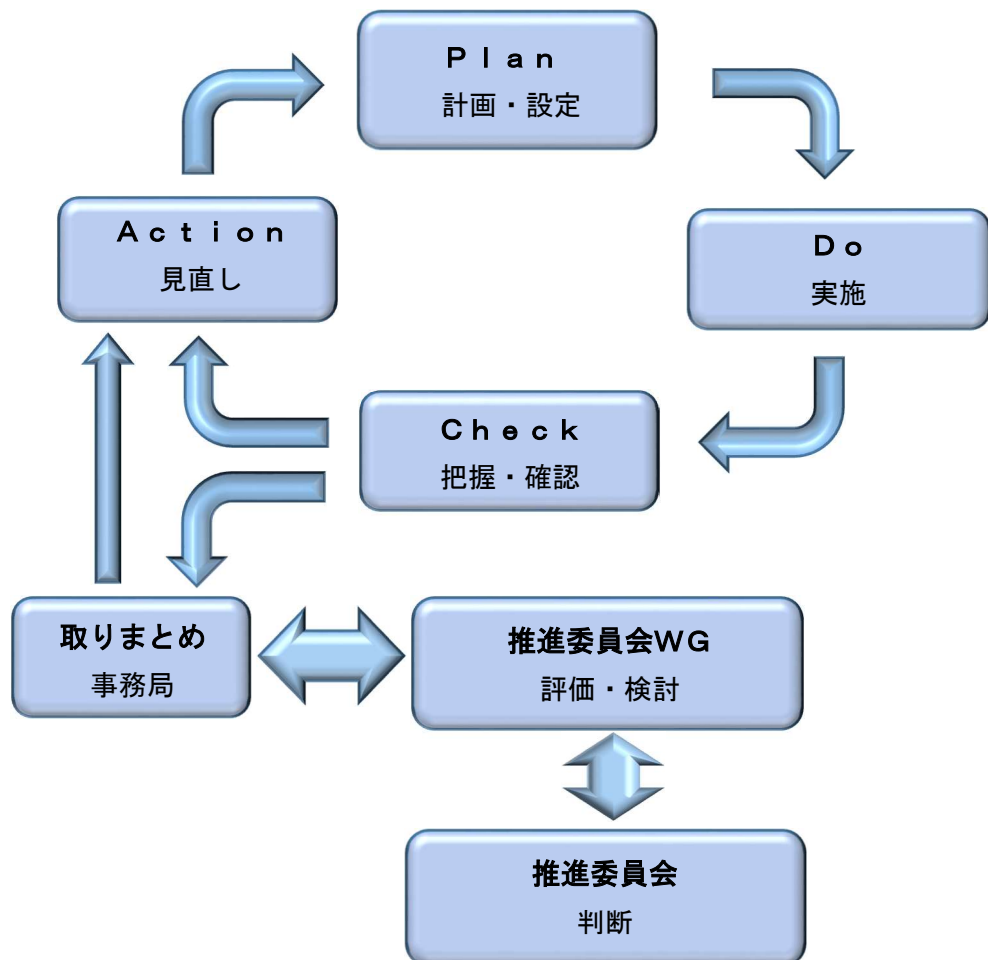 Ｐｌａｎ
計画・設定
Ａｃｔｉｏｎ
見直し
Ｄｏ
実施
Ｃｈｅｃｋ
把握・確認
取りまとめ
事務局
推進委員会ＷＧ
評価・検討
推進委員会
判断